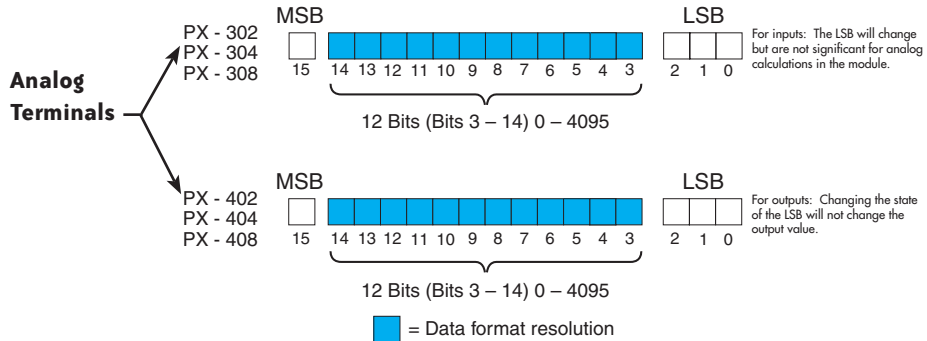 Analog
Terminals
PX - 302
PX - 304
PX - 308
MSB
LSB
15
14 13 12 11 10 9 8 7 6 5 4 3
2 1 0
For inputs: The LSB will change
but are not significant for analog
calculations in the module.
12 Bits (Bits 3 – 14) 0 – 4095
PX - 402
PX - 404
PX - 408
MSB
LSB
15
14 13 12 11 10 9 8 7 6 5 4 3
2 1 0
For outputs: Changing the state
of the LSB will not change the
output value.
12 Bits (Bits 3 – 14) 0 – 4095
= Data format resolution